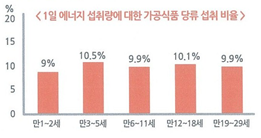 <1일 에너지 섭취량에 대한 가공식품 당류 섭취 비율>
%
20
15
10
5
0
9%
10.5%
9.9%
10.1%
9.9%
만1~2세
만3~5세
만6~11세
만12~18세
만19~29세